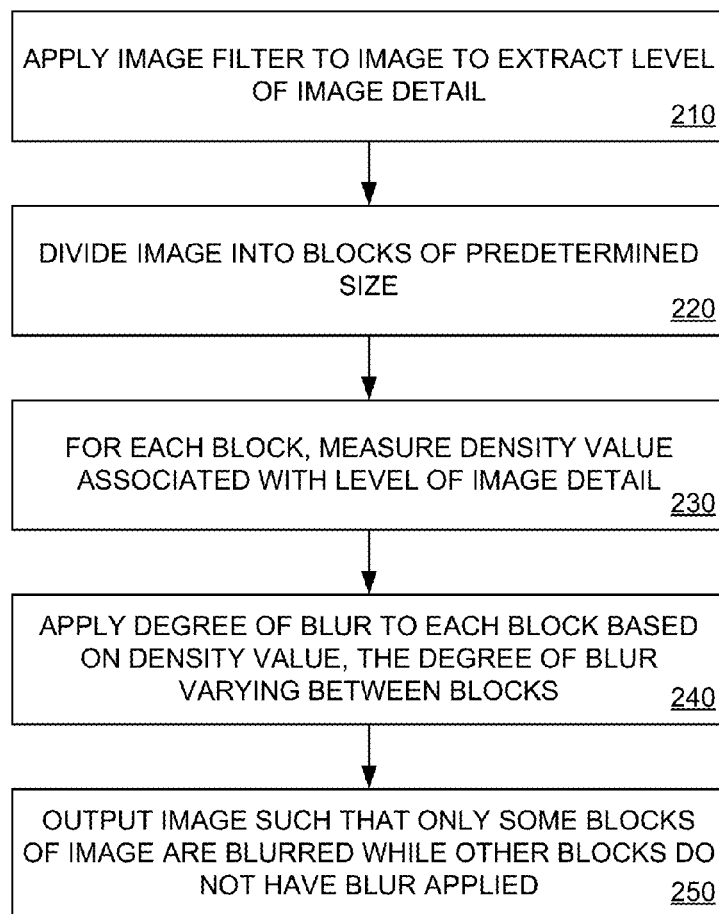 APPLY IMAGE FILTER TO IMAGE TO EXTRACT LEVEL
OF IMAGE DETAIL
210
DIVIDE IMAGE INTO BLOCKS OF PREDETERMINED
SIZE
220
FOR EACH BLOCK, MEASURE DENSITY VALUE
ASSOCIATED WITH LEVEL OF IMAGE DETAIL
230
APPLY DEGREE OF BLUR TO EACH BLOCK BASED
ON DENSITY VALUE, THE DEGREE OF BLUR
VARYING BETWEEN BLOCKS
240
OUTPUT IMAGE SUCH THAT ONLY SOME BLOCKS
OF IMAGE ARE BLURRED WHILE OTHER BLOCKS DO
NOT HAVE BLUR APPLIED
250